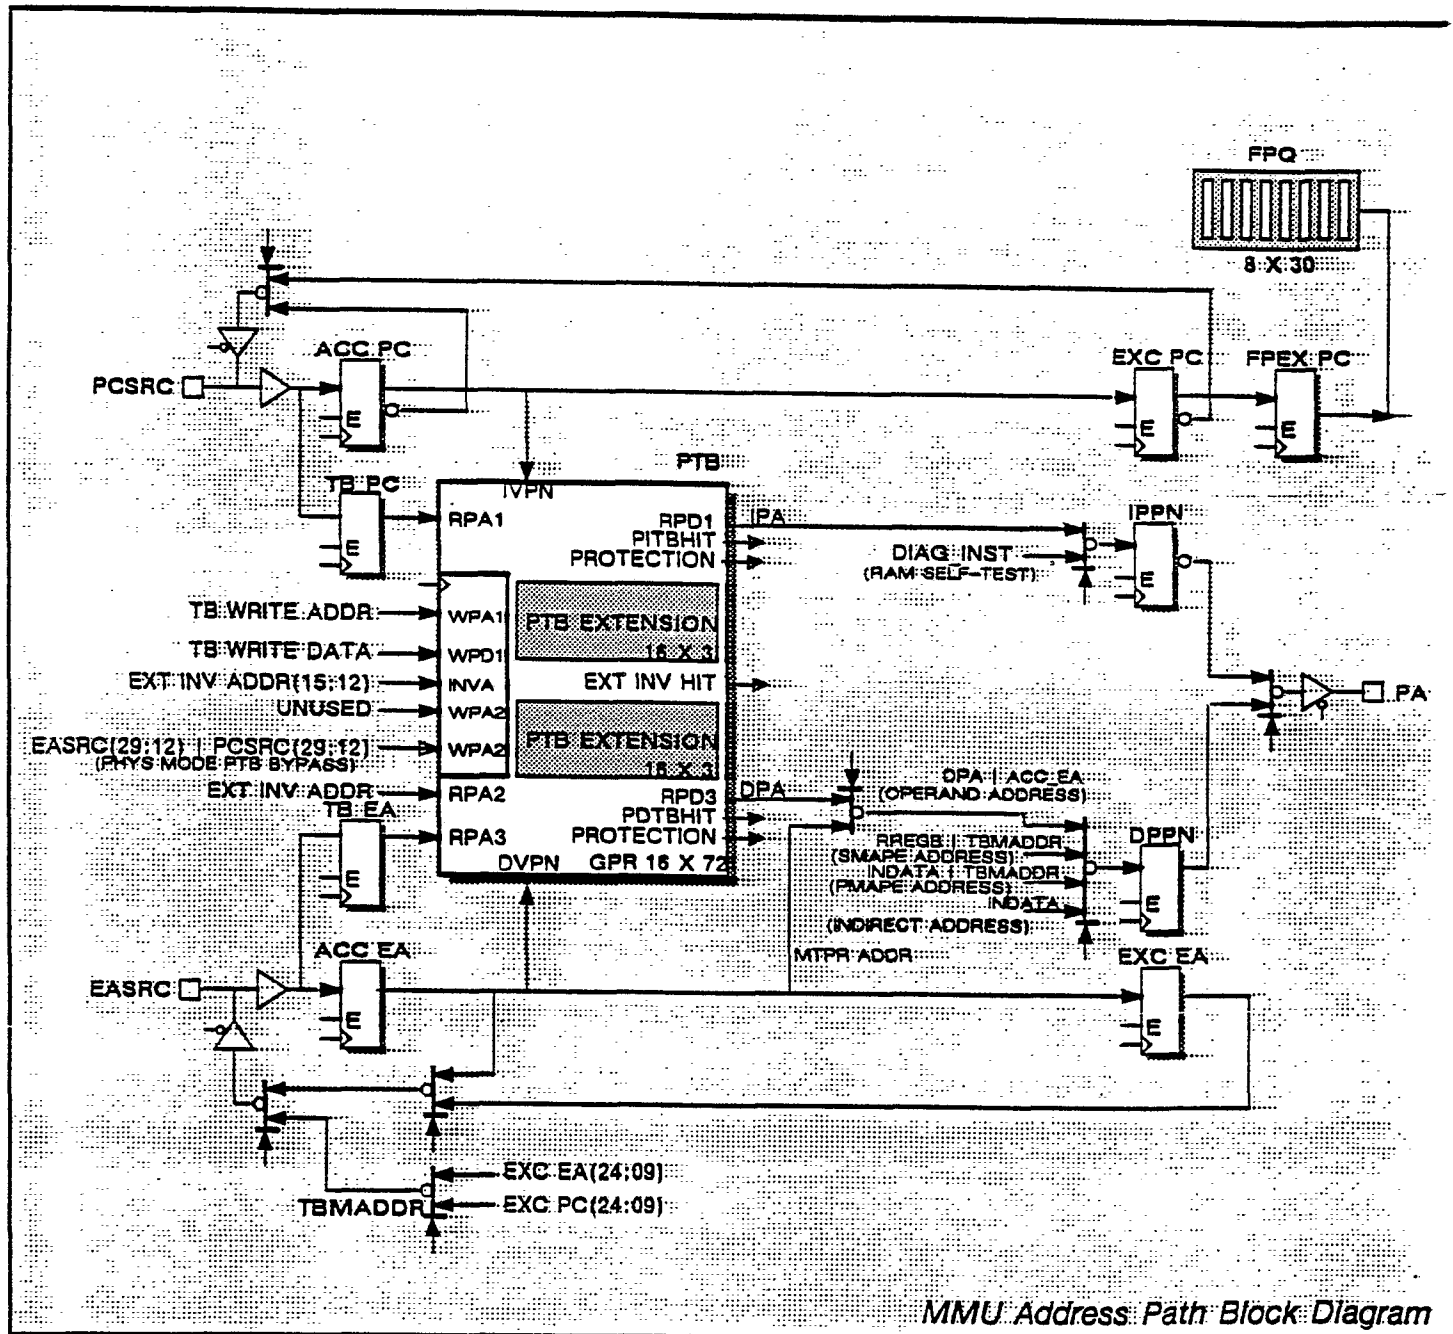 FPQ
8 X 30
ACC PC
EXC PC
FPEX PC
PCSRC
E
E
E
PTB
TB PC
IVPN
IPPN
RPA1
RPD1
IPA
PITBHIT
DIAG INST
PROTECTION
(RAM SELF-TEST)
E
E
TB WRITE ADDR
WPA1
PTB EXTENSION
16 X 3
TB WRITE DATA
WPD1
EXT INV ADDR(15:12)
INVA
EXT INV HIT
PA
UNUSED
WPA2
PTB EXTENSION
16 X 3
EASRC(29:12) | PCSRC(29:12)
WPA2
(PHYS MODE PTB BYPASS)
EXT INV ADDR
RPA2
RPD3
DPA
DPA | ACC EA
(OPERAND ADDRESS)
TB EA
PDTBHIT
RPA3
PROTECTION
RREGB | TBMADDR
DPPN
(SMAPE ADDRESS)
DVPN
GPR 16 X 72
INDATA | TBMADDR
(PMAPE ADDRESS)
E
INDATA
E
(INDIRECT ADDRESS)
ACC EA
MTPR ADDR
EXC EA
EASRC
E
E
EXC EA(24:09)
TBMADDR
EXC PC(24:09)
MMU Address Path Block Diagram